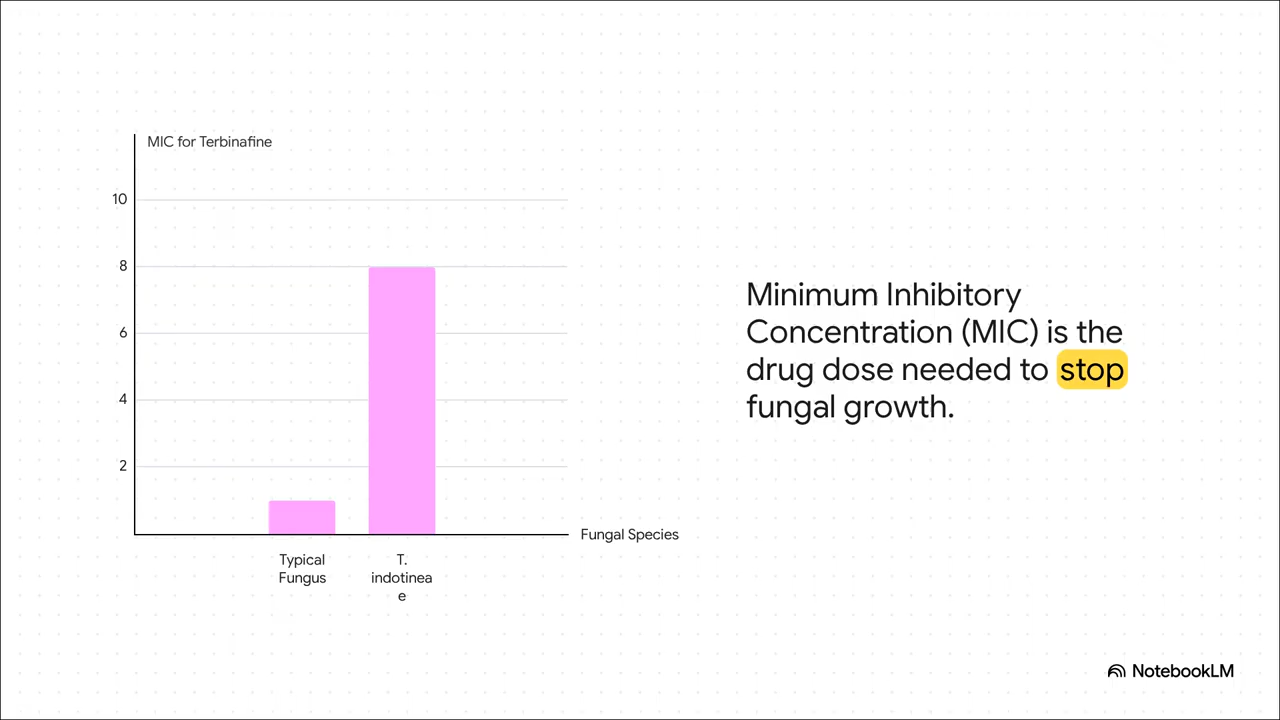 MIC for Terbinafine
10
8
6
4
2
Fungal Species
Typical
Fungus
T.
indotinea
e
Minimum Inhibitory
Concentration (MIC) is the
drug dose needed to stop
fungal growth.
NotebookLM